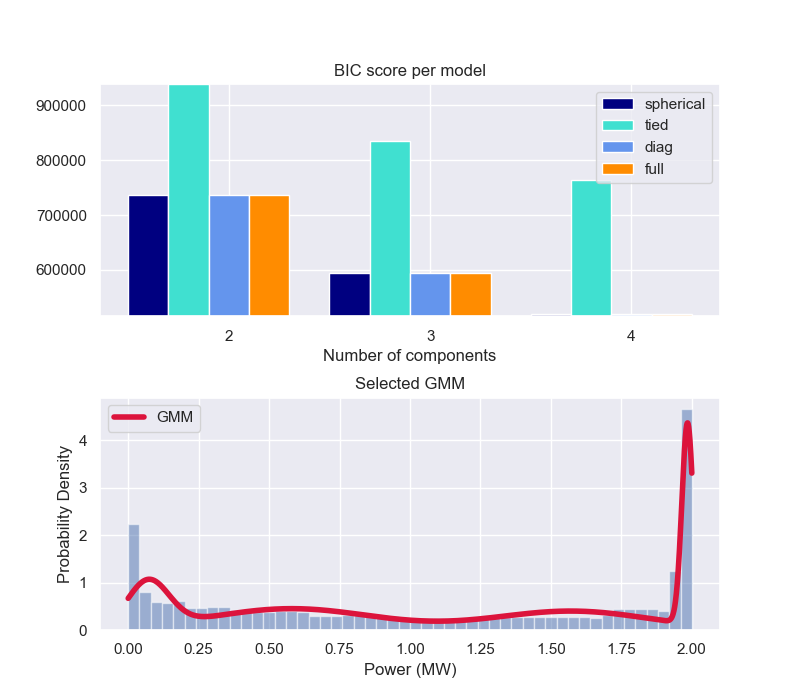 BIC score per model
900000
800000
700000
600000
spherical
tied
diag
full
2 3 4
Number of components
Selected GMM
GMM
Probability Density
4
3
2
1
0
0.00 0.25 0.50 0.75 1.00 1.25 1.50 1.75 2.00
Power (MW)